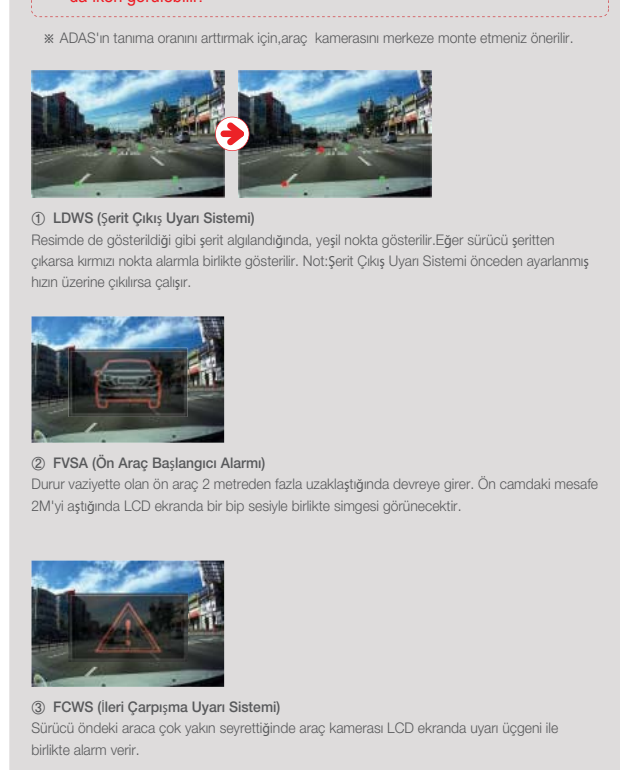 ※ ADAS'ın tanıma oranını arttırmak için,araç kamerasını merkeze monte etmeniz önerilir.
① LDWS (Şerit Çıkış Uyarı Sistemi)
Resimde de gösterildiği gibi şerit algılandığında, yeşil nokta gösterilir.Eğer sürücü şeritten
çıkarsa kırmızı nokta alarmla birlikte gösterilir. Not:Şerit Çıkış Uyarı Sistemi önceden ayarlanmış
hızın üzerine çıkılırsa çalışır.
② FVSA (Ön Araç Başlangıcı Alarmı)
Durur vaziyette olan ön araç 2 metreden fazla uzaklaştığında devreye girer. Ön camdaki mesafe
2M'yi aştığında LCD ekranda bir bip sesiyle birlikte simgesi görünecektir.
③ FCWS (İleri Çarpışma Uyarı Sistemi)
Sürücü öndeki araca çok yakın seyrettiğinde araç kamerası LCD ekranda uyarı üçgeni ile
birlikte alarm verir.